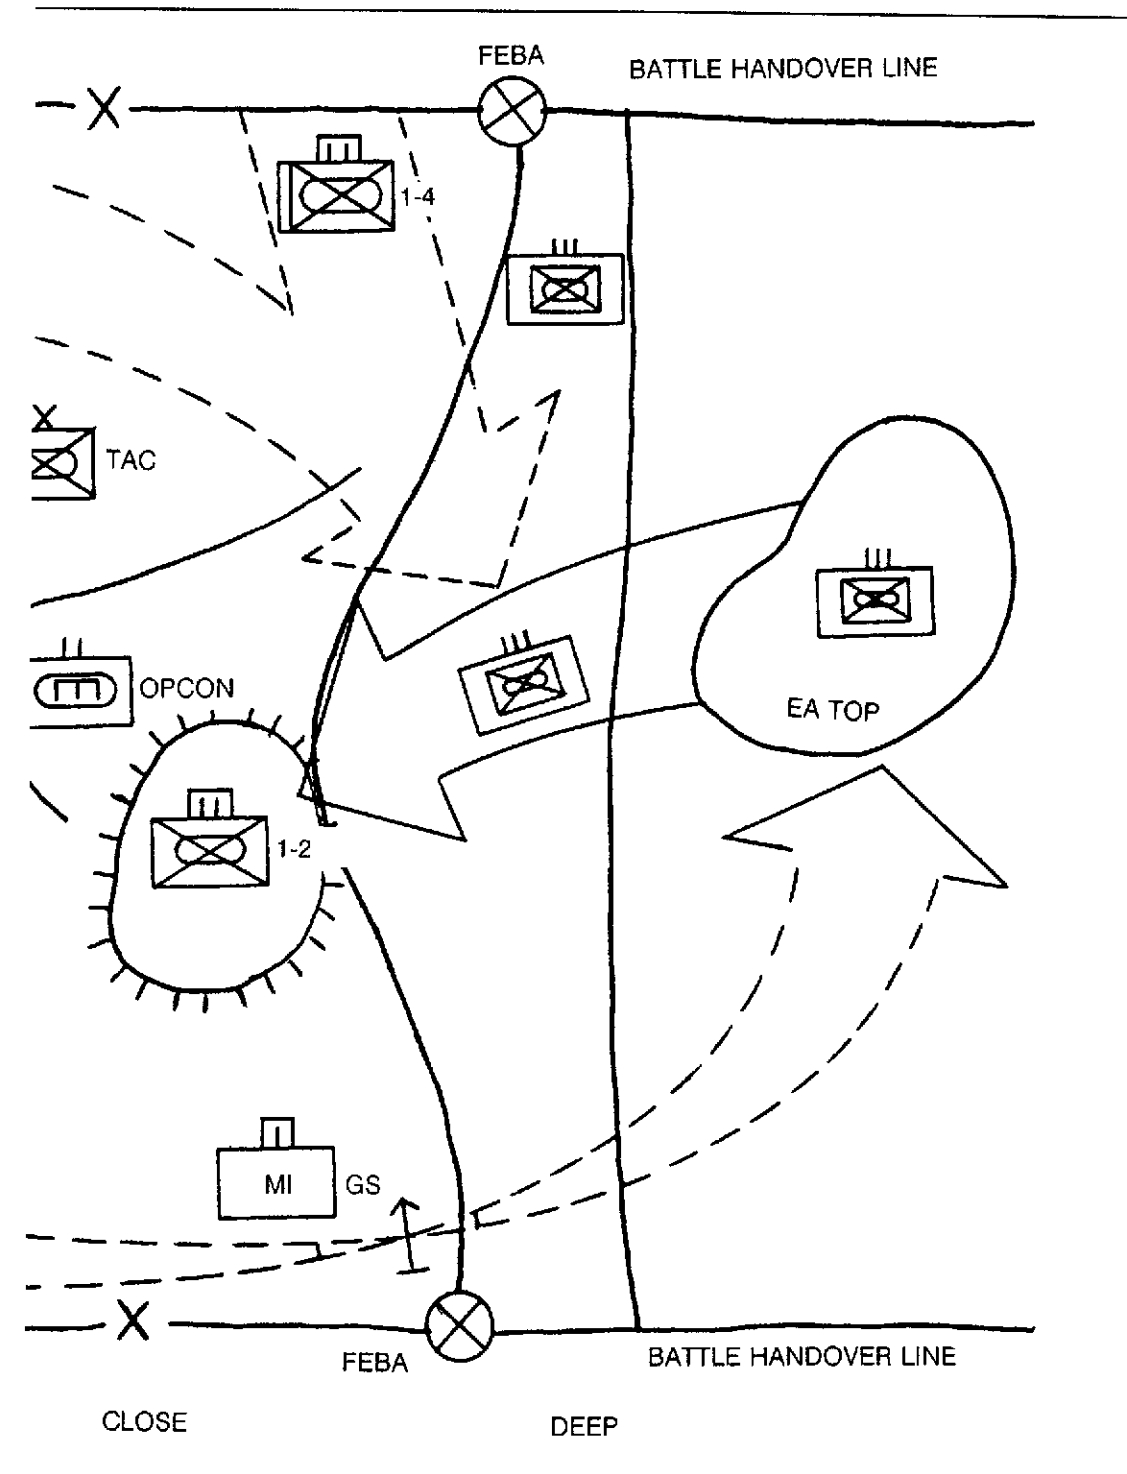 FEBA
BATTLE HANDOVER LINE
X
1-4
X
TAC
OPCON
EA TOP
1-2
MI GS
X
FEBA
BATTLE HANDOVER LINE
CLOSE
DEEP